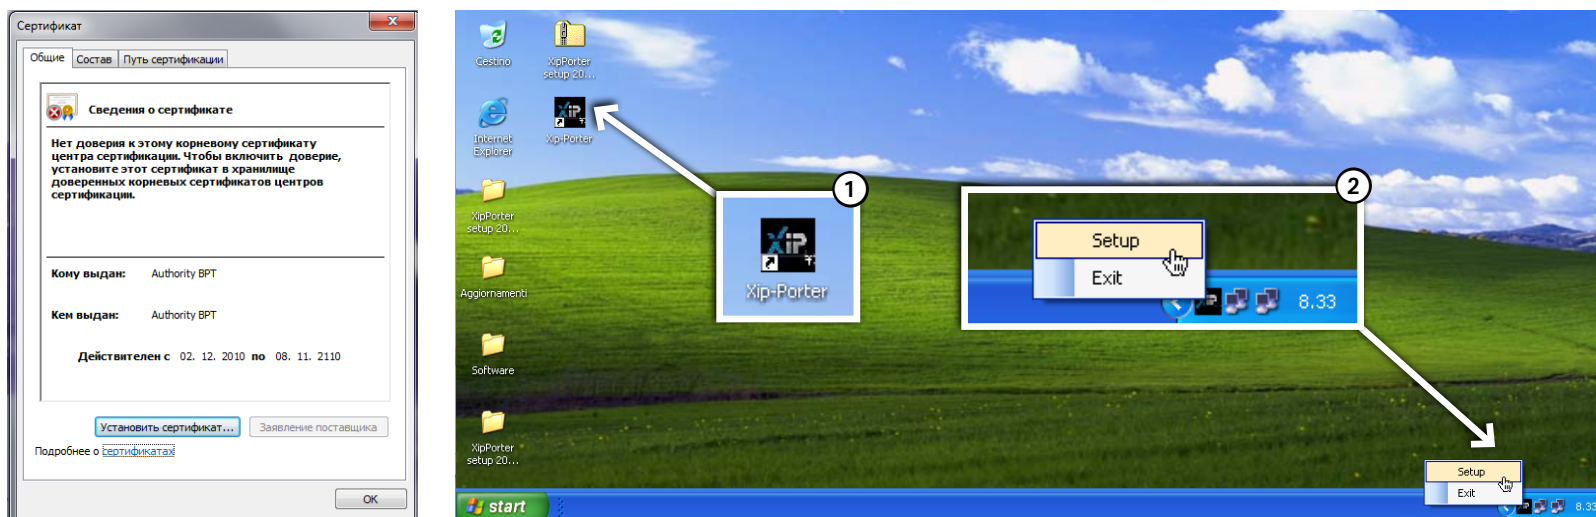 Сертификат
Общие Состав Путь сертификации
Сведения о сертификате
Нет доверия к этому корневому сертификату
центра сертификации. Чтобы включить доверие,
установите этот сертификат в хранилище
доверенных корневых сертификатов центров
сертификации.
Кому выдан: Authority BPT
Кем выдан: Authority BPT
Действителен с 02. 12. 2010 по 08. 11. 2110
Установить сертификат... Заявление поставщика
Подробнее о сертификатах
OK
Cestino
XipPorter
setup 20...
Internet
Explorer
XiP
Xip-Porter
XipPorter
setup 20...
Aggiornamenti
Software
XipPorter
setup 20...
1
XiP
Xip-Porter
2
Setup
Exit
XiP
8.33
Setup
Exit
start
8.33